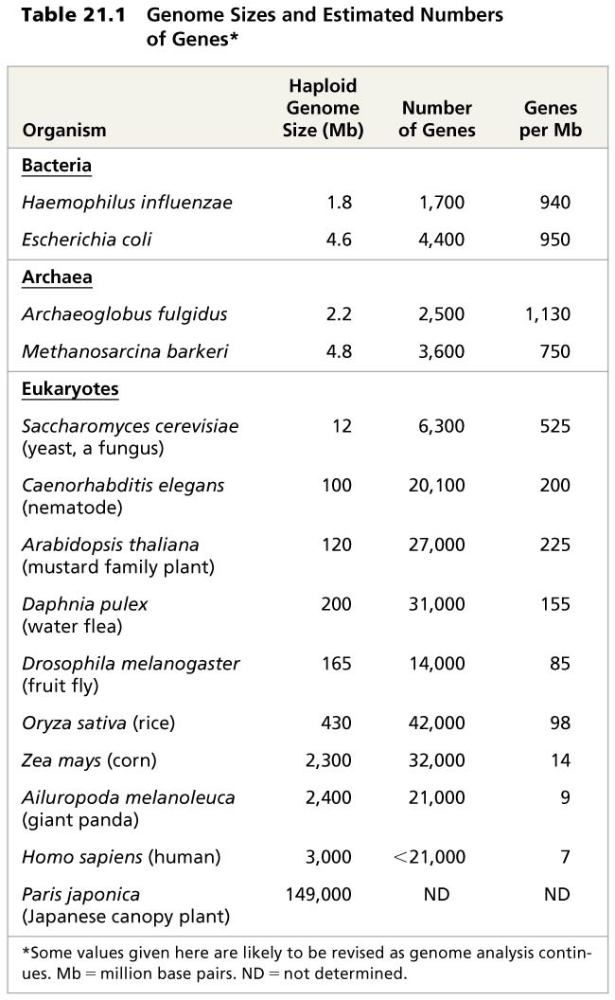 Table 21.1 Genome Sizes and Estimated Numbers
of Genes*
Haploid
Genome Number Genes
Organism Size (Mb) of Genes per Mb
Bacteria
Haemophilus influenzae 1.8 1,700 940
Escherichia coli 4.6 4,400 950
Archaea
Archaeoglobus fulgidus 2.2 2,500 1,130
Methanosarcina barkeri 4.8 3,600 750
Eukaryotes
Saccharomyces cerevisiae 12 6,300 525
(yeast, a fungus)
Caenorhabditis elegans 100 20,100 200
(nematode)
Arabidopsis thaliana 120 27,000 225
(mustard family plant)
Daphnia pulex 200 31,000 155
(water flea)
Drosophila melanogaster 165 14,000 85
(fruit fly)
Oryza sativa (rice) 430 42,000 98
Zea mays (corn) 2,300 32,000 14
Ailuropoda melanoleuca 2,400 21,000 9
(giant panda)
Homo sapiens (human) 3,000 <21,000 7
Paris japonica 149,000 ND ND
(Japanese canopy plant)
*Some values given here are likely to be revised as genome analysis contin-
ues. Mb = million base pairs. ND = not determined.